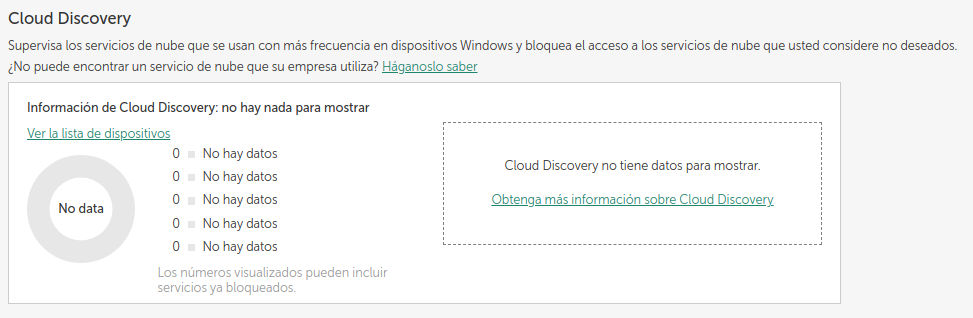 Cloud Discovery
Supervisa los servicios de nube que se usan con más frecuencia en dispositivos Windows y bloquea el acceso a los servicios de nube que usted considere no deseados.
¿No puede encontrar un servicio de nube que su empresa utiliza? Háganoslo saber
Información de Cloud Discovery: no hay nada para mostrar
Ver la lista de dispositivos
No data
0 No hay datos
0 No hay datos
0 No hay datos
0 No hay datos
0 No hay datos
Los números visualizados pueden incluir
servicios ya bloqueados.
Cloud Discovery no tiene datos para mostrar.
Obtenga más información sobre Cloud Discovery